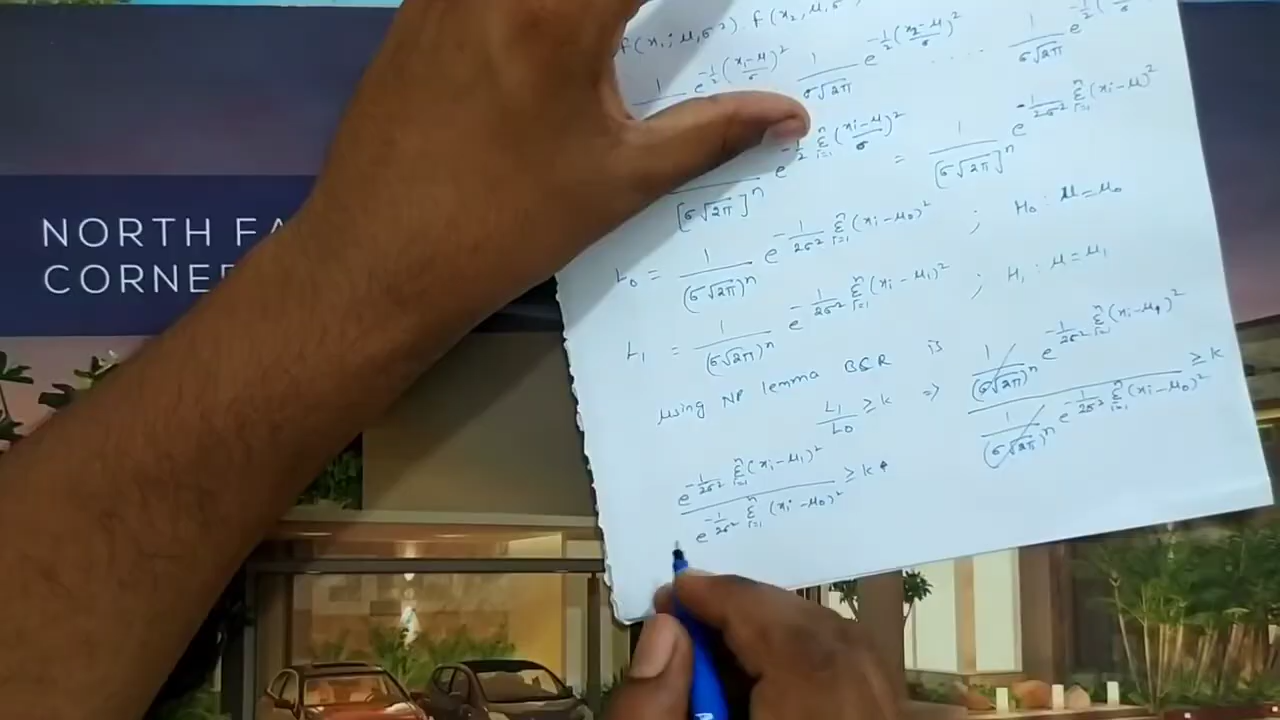 f(x₁; μ, σ²). f(x₂, μ, σ
1 e^{-1/2((x₁-μ)/σ)²} 1/(σ√2π) e^{-1/2((x₂-μ)/σ)²} . . . 1/(σ√2π) e
e^{-1/2 Σ_{i=1}^{n}((xᵢ-μ)/σ)²} / [σ√2π]ⁿ = 1/[σ√2π]ⁿ e^{-1/2σ² Σ_{i=1}^{n}(xᵢ-μ)²}
L₀ = 1/(σ√2π)ⁿ e^{-1/2σ² Σ_{i=1}^{n}(xᵢ-μ₀)²} ; H₀ : μ=μ₀
L₁ = 1/(σ√2π)ⁿ e^{-1/2σ² Σ_{i=1}^{n}(xᵢ-μ₁)²} ; H₁ : μ=μ₁
using NP lemma BCR is
L₁/L₀ ≥ k ⇒ 1/(σ√2π)ⁿ e^{-1/2σ² Σ_{i=1}^{n}(xᵢ-μ₁)²} / 1/(σ√2π)ⁿ e^{-1/2σ² Σ_{i=1}^{n}(xᵢ-μ₀)²} ≥ k
e^{-1/2σ² Σ_{i=1}^{n}(xᵢ-μ₁)²} / e^{-1/2σ² Σ_{i=1}^{n}(xᵢ-μ₀)²} ≥ k
NORTH FA
CORNER